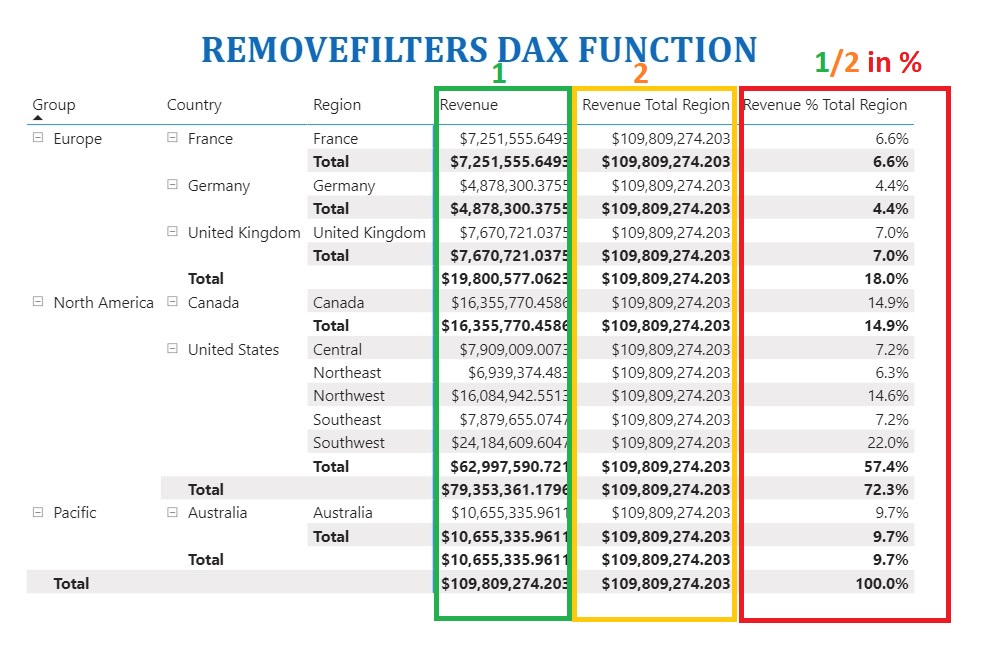 REMOVEFILTERS DAX FUNCTION
1 2 1/2 in %
Group Country Region Revenue Revenue Total Region Revenue % Total Region
Europe France France $7,251,555.6493 $109,809,274.203 6.6%
Total $7,251,555.6493 $109,809,274.203 6.6%
Germany Germany $4,878,300.3755 $109,809,274.203 4.4%
Total $4,878,300.3755 $109,809,274.203 4.4%
United Kingdom United Kingdom $7,670,721.0375 $109,809,274.203 7.0%
Total $7,670,721.0375 $109,809,274.203 7.0%
Total $19,800,577.0623 $109,809,274.203 18.0%
North America Canada Canada $16,355,770.4586 $109,809,274.203 14.9%
Total $16,355,770.4586 $109,809,274.203 14.9%
United States Central $7,909,009.0073 $109,809,274.203 7.2%
Northeast $6,939,374.483 $109,809,274.203 6.3%
Northwest $16,084,942.5513 $109,809,274.203 14.6%
Southeast $7,879,655.0747 $109,809,274.203 7.2%
Southwest $24,184,609.6047 $109,809,274.203 22.0%
Total $62,997,590.721 $109,809,274.203 57.4%
Total $79,353,361.1796 $109,809,274.203 72.3%
Pacific Australia Australia $10,655,335.9611 $109,809,274.203 9.7%
Total $10,655,335.9611 $109,809,274.203 9.7%
Total $10,655,335.9611 $109,809,274.203 9.7%
Total $109,809,274.203 $109,809,274.203 100.0%